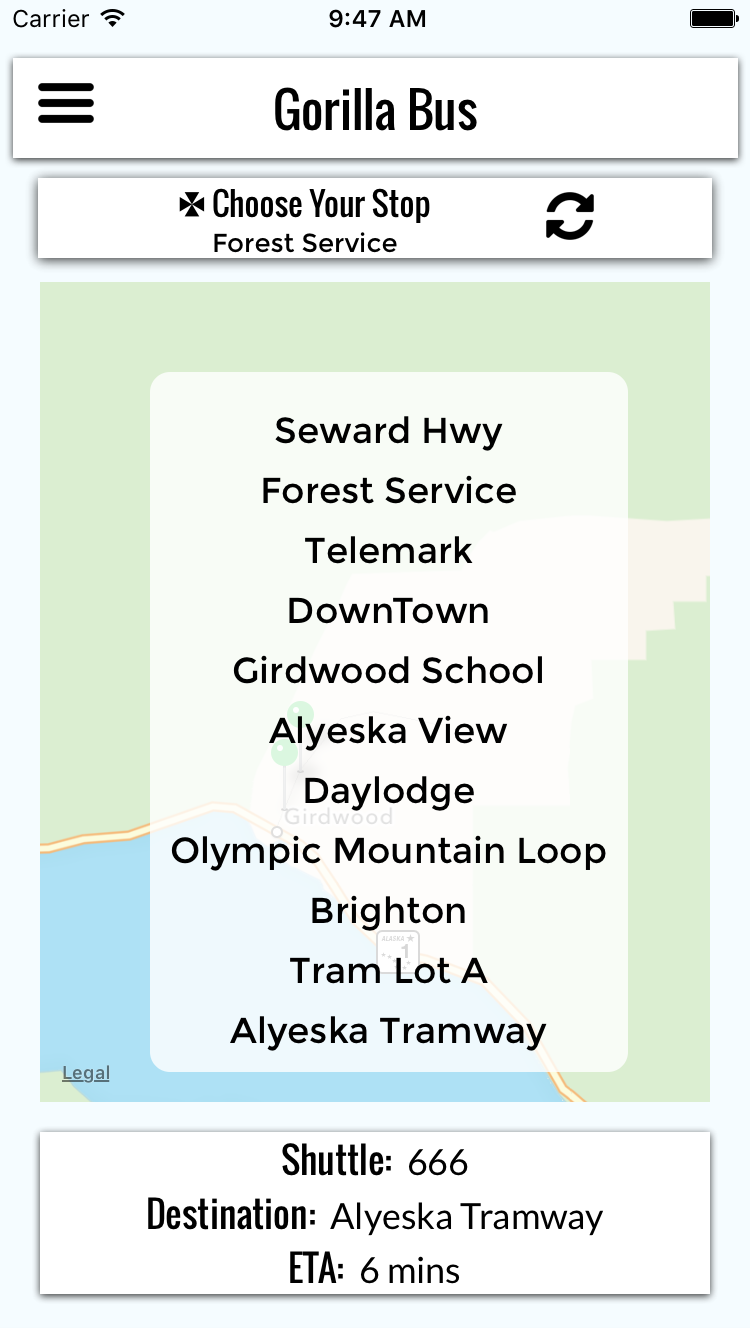 Carrier 9:47 AM
Gorilla Bus
Choose Your Stop
Forest Service
Seward Hwy
Forest Service
Telemark
DownTown
Girdwood School
Alyeska View
Daylodge
Girdwood
Olympic Mountain Loop
Brighton
ALASKA
1
Tram Lot A
Alyeska Tramway
Legal
Shuttle: 666
Destination: Alyeska Tramway
ETA: 6 mins